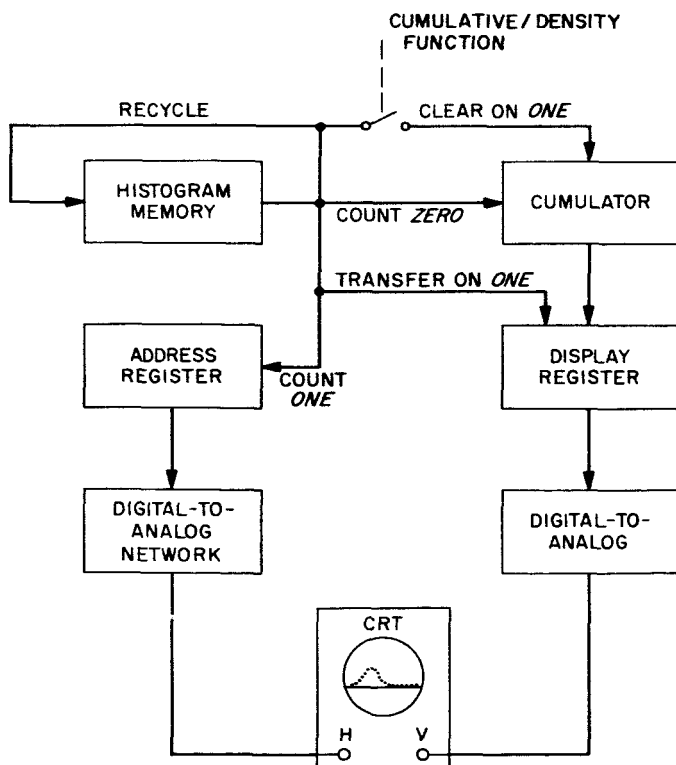 CUMULATIVE/DENSITY
FUNCTION
RECYCLE
CLEAR ON ONE
HISTOGRAM
MEMORY
COUNT ZERO
CUMULATOR
TRANSFER ON ONE
ADDRESS
REGISTER
COUNT
ONE
DISPLAY
REGISTER
DIGITAL-TO-
ANALOG
NETWORK
DIGITAL-TO-
ANALOG
CRT
H
V